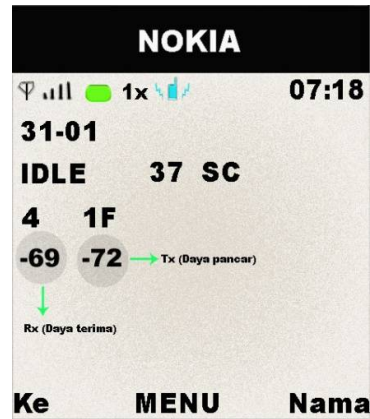 NOKIA
1x 07:18
31-01
IDLE 37 SC
4 1F
-69 -72 Tx (Daya pancar)
Rx (Daya terima)
Ke MENU Nama